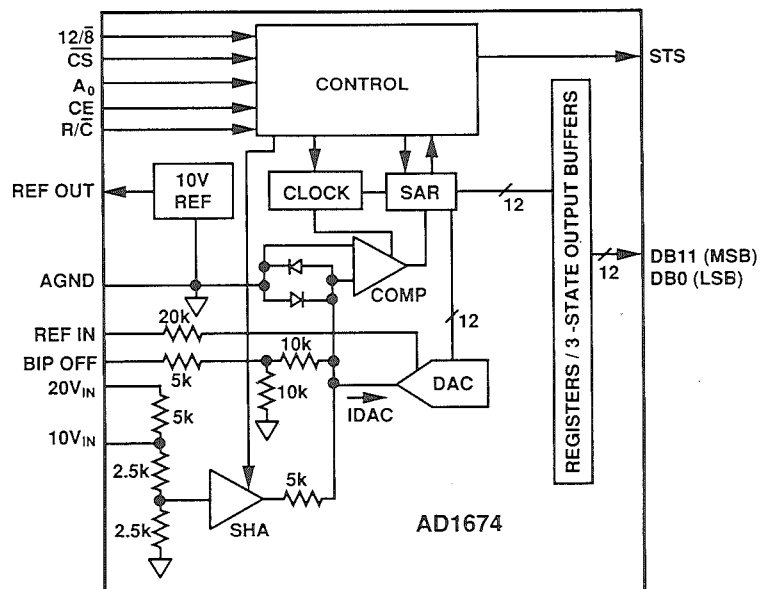 12/8̅
C̅S̅
A₀
CE
R/C̅
CONTROL
STS
REF OUT
10V
REF
CLOCK
SAR
12
REGISTERS / 3-STATE OUTPUT BUFFERS
12
DB11 (MSB)
DB0 (LSB)
AGND
COMP
12
REF IN
20k
BIP OFF
5k
10k
10k
20VIN
5k
IDAC
DAC
10VIN
2.5k
2.5k
SHA
5k
AD1674